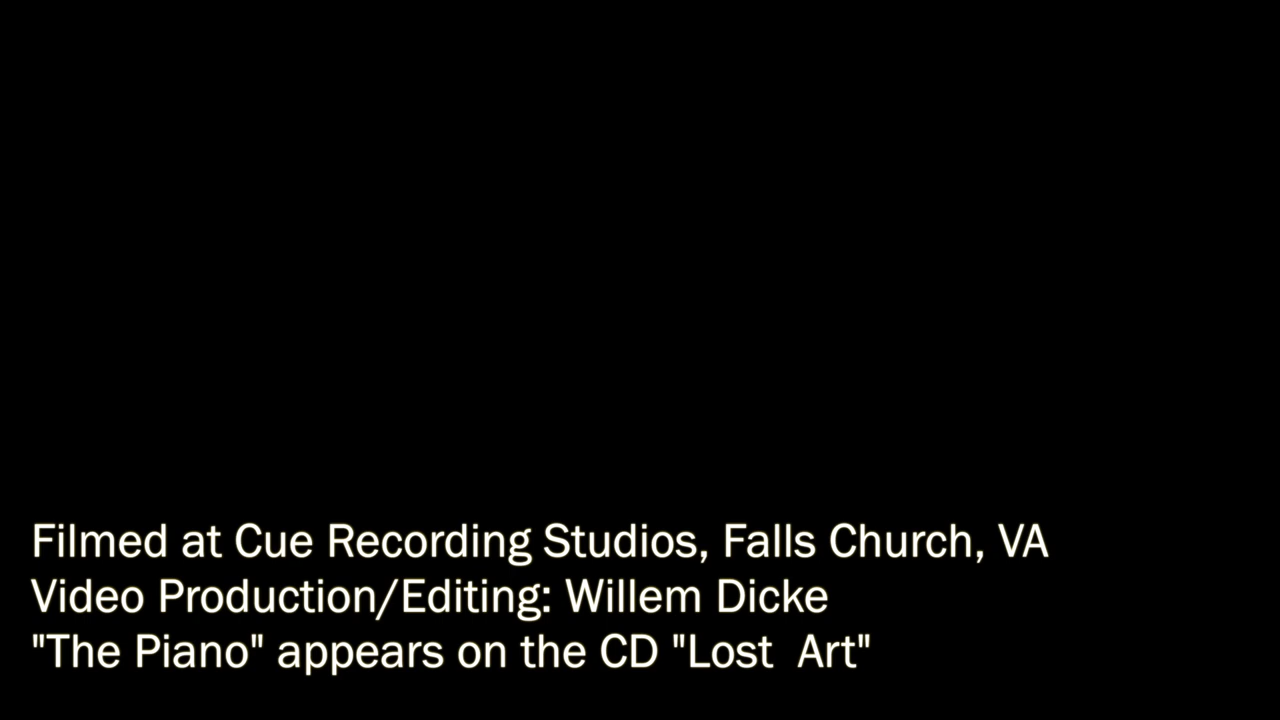 Filmed at Cue Recording Studios, Falls Church, VA
Video Production/Editing: Willem Dicke
"The Piano" appears on the CD "Lost  Art"